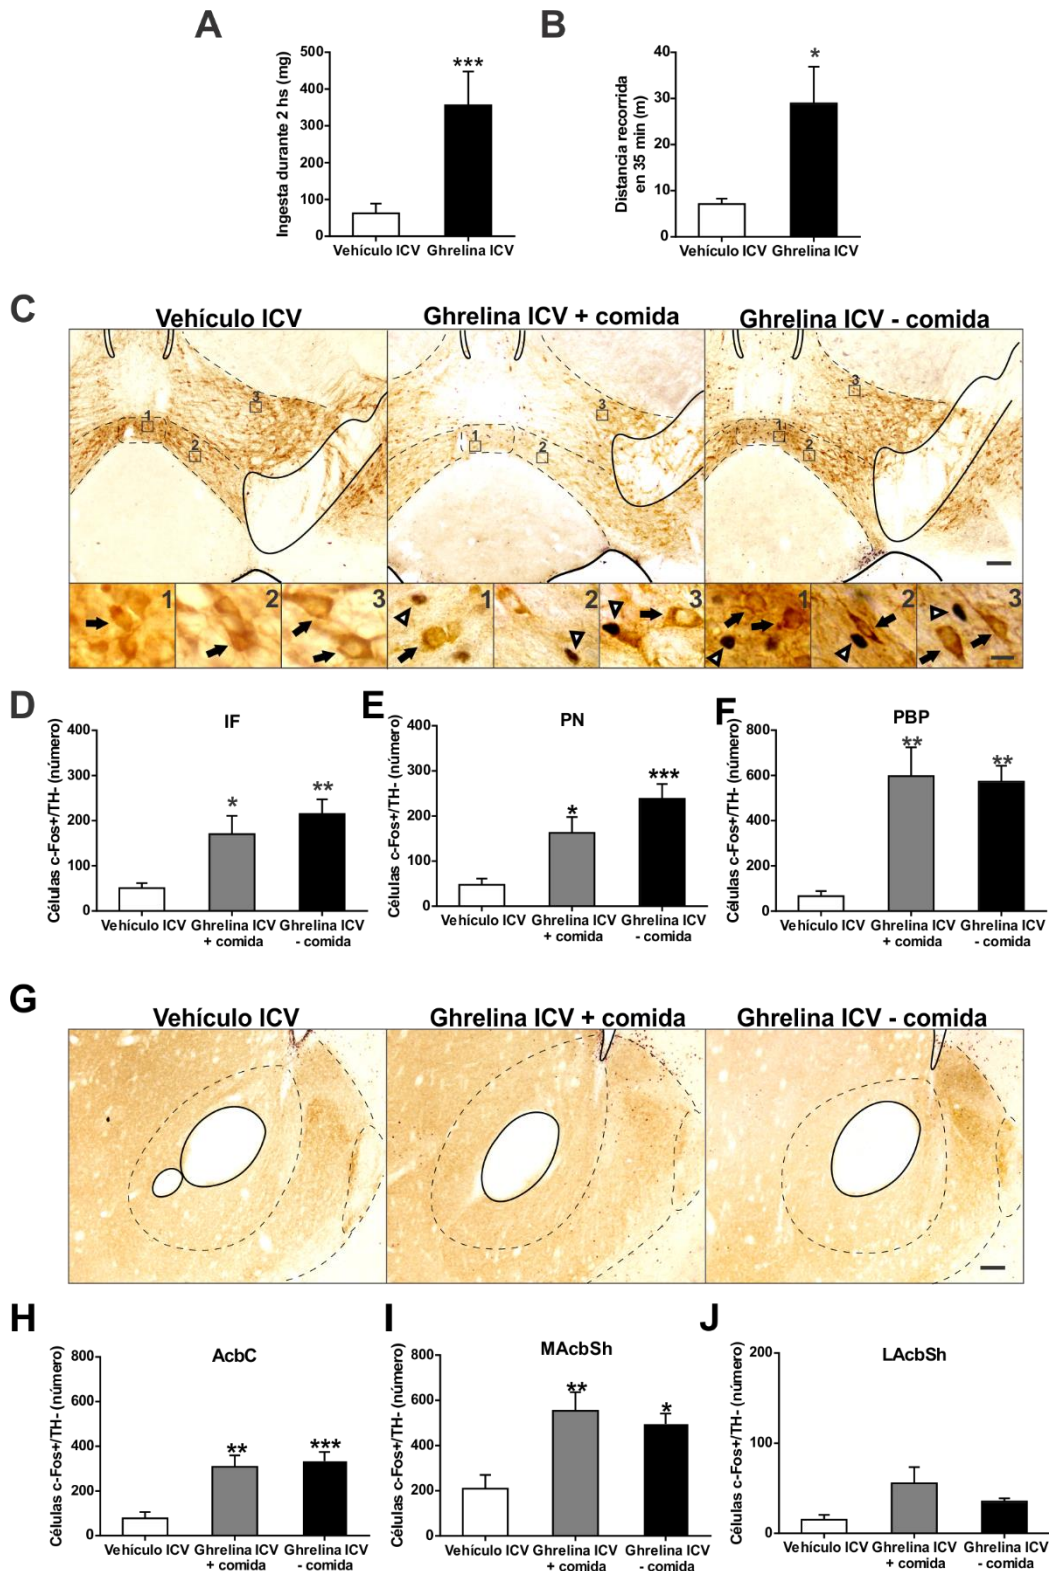 A
B
Ingesta durante 2 hs (mg)
500
400
300
200
100
0
***
Vehículo ICV
Ghrelina ICV
Distancia recorrida
en 35 min (m)
40
30
20
10
0
*
Vehículo ICV
Ghrelina ICV
C
Vehículo ICV
Ghrelina ICV + comida
Ghrelina ICV - comida
1
2
3
1
2
3
1
2
3
1
2
3
1
2
3
1
2
3
D
IF
Células c-Fos+/TH- (número)
400
300
200
100
0
*
**
Vehículo ICV
Ghrelina ICV
+ comida
Ghrelina ICV
- comida
E
PN
Células c-Fos+/TH- (número)
400
300
200
100
0
*
***
Vehículo ICV
Ghrelina ICV
+ comida
Ghrelina ICV
- comida
F
PBP
Células c-Fos+/TH- (número)
800
600
400
200
0
**
**
Vehículo ICV
Ghrelina ICV
+ comida
Ghrelina ICV
- comida
G
Vehículo ICV
Ghrelina ICV + comida
Ghrelina ICV - comida
H
AcbC
Células c-Fos+/TH- (número)
800
600
400
200
0
**
***
Vehículo ICV
Ghrelina ICV
+ comida
Ghrelina ICV
- comida
I
MAcbSh
Células c-Fos+/TH- (número)
800
600
400
200
0
**
*
Vehículo ICV
Ghrelina ICV
+ comida
Ghrelina ICV
- comida
J
LAcbSh
Células c-Fos+/TH- (número)
200
100
0
Vehículo ICV
Ghrelina ICV
+ comida
Ghrelina ICV
- comida